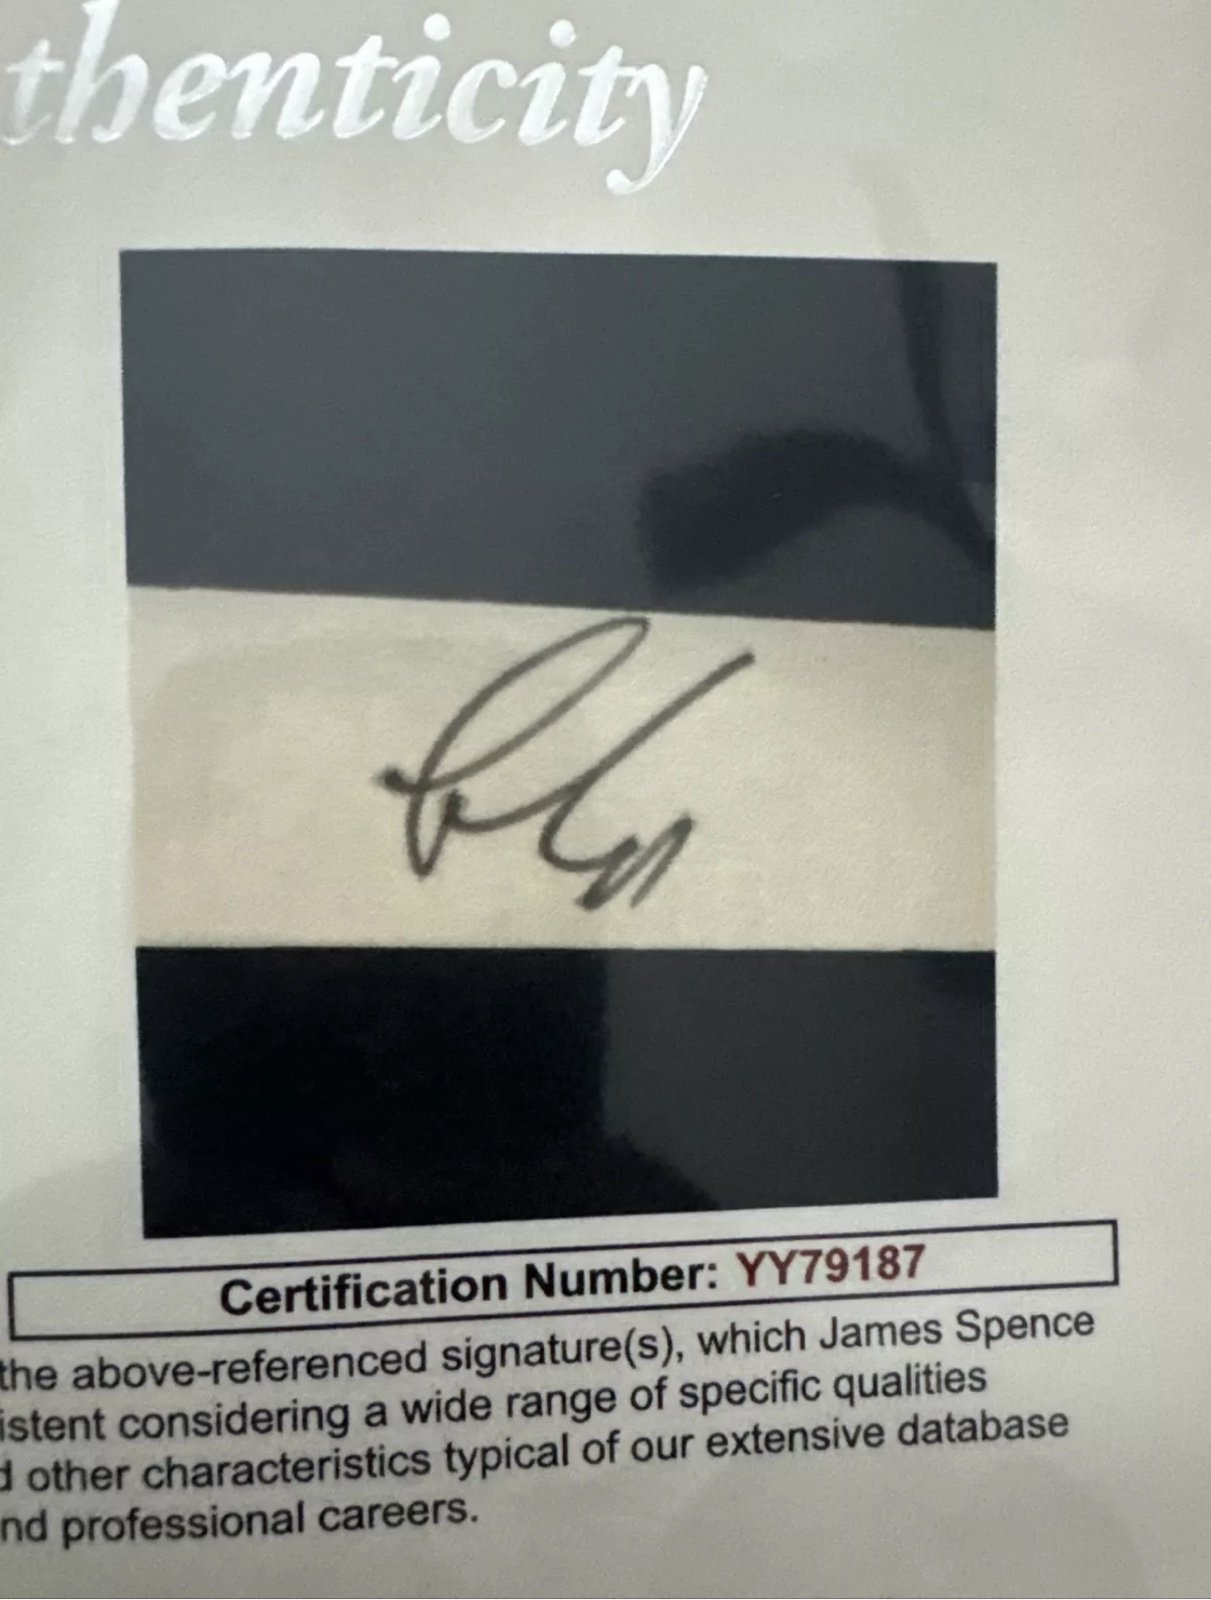 thenticity
Certification Number: YY79187
the above-referenced signature(s), which James Spence
istent considering a wide range of specific qualities
d other characteristics typical of our extensive database
nd professional careers.